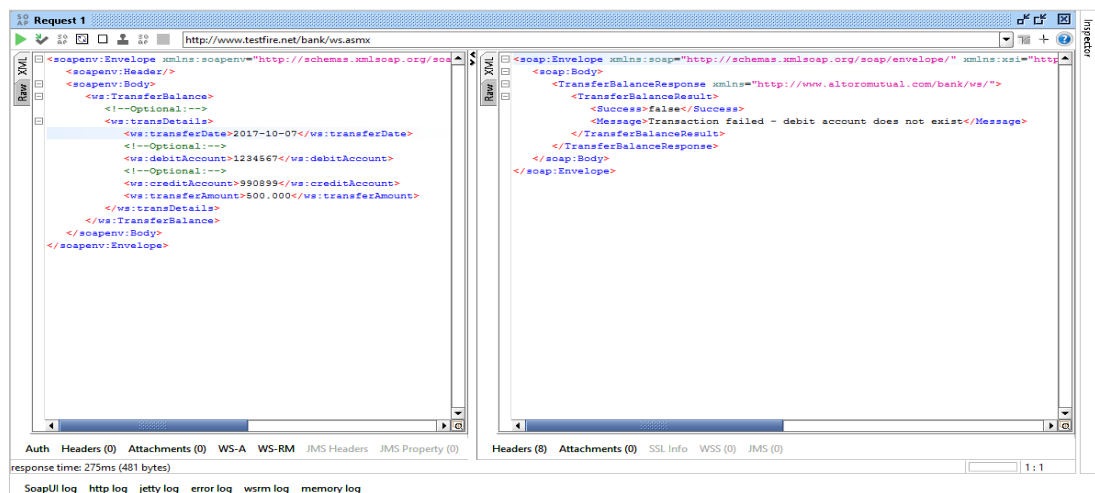 SO
AP Request 1
http://www.testfire.net/bank/ws.asmx
Inspector
XML
Raw
<soapenv:Envelope xmlns:soapenv="http://schemas.xmlsoap.org/soa
<soapenv:Header/>
<soapenv:Body>
<ws:TransferBalance>
<!--Optional:-->
<ws:transDetails>
<ws:transferDate>2017-10-07</ws:transferDate>
<!--Optional:-->
<ws:debitAccount>1234567</ws:debitAccount>
<!--Optional:-->
<ws:creditAccount>990899</ws:creditAccount>
<ws:transferAmount>500.000</ws:transferAmount>
</ws:transDetails>
</ws:TransferBalance>
</soapenv:Body>
</soapenv:Envelope>
XML
Raw
<soap:Envelope xmlns:soap="http://schemas.xmlsoap.org/soap/envelope/" xmlns:xsi="http
<soap:Body>
<TransferBalanceResponse xmlns="http://www.altoromutual.com/bank/ws/">
<TransferBalanceResult>
<Success>false</Success>
<Message>Transaction failed - debit account does not exist</Message>
</TransferBalanceResult>
</TransferBalanceResponse>
</soap:Body>
</soap:Envelope>
Auth Headers (0) Attachments (0) WS-A WS-RM JMS Headers JMS Property (0)
Headers (8) Attachments (0) SSL Info WSS (0) JMS (0)
response time: 275ms (481 bytes)
1 : 1
SoapUI log http log jetty log error log wsrm log memory log